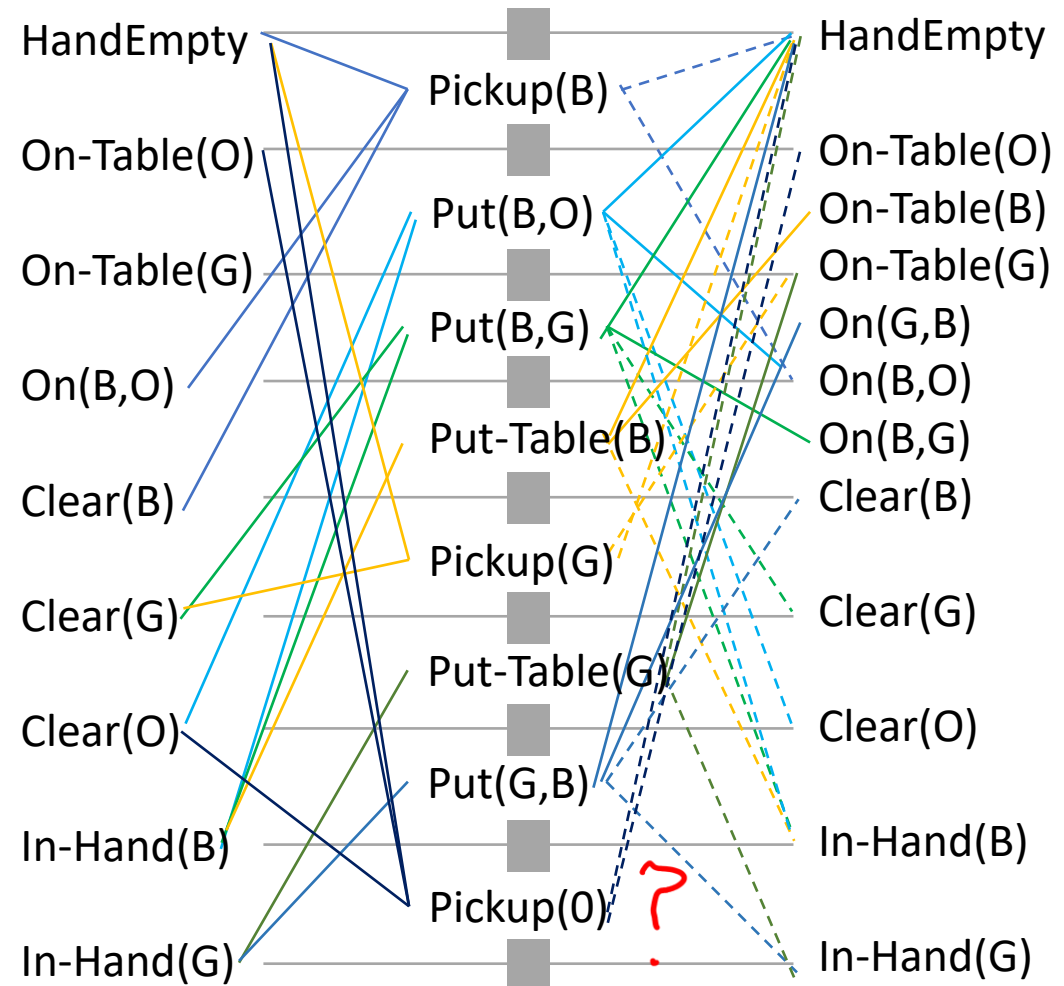 HandEmpty
On-Table(O)
On-Table(G)
On(B,O)
Clear(B)
Clear(G)
Clear(O)
In-Hand(B)
In-Hand(G)
Pickup(B)
Put(B,O)
Put(B,G)
Put-Table(B)
Pickup(G)
Put-Table(G)
Put(G,B)
Pickup(0)
?
HandEmpty
On-Table(O)
On-Table(B)
On-Table(G)
On(G,B)
On(B,O)
On(B,G)
Clear(B)
Clear(G)
Clear(O)
In-Hand(B)
In-Hand(G)